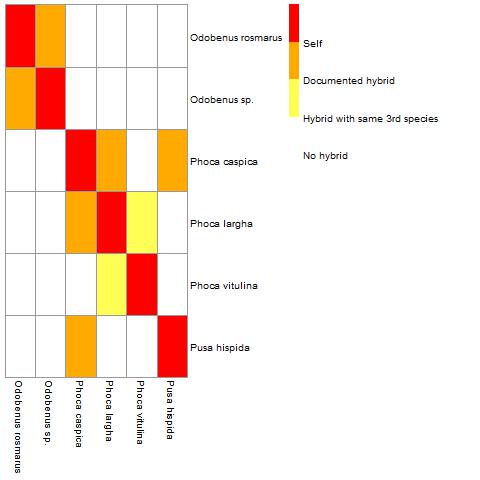 Odobenus rosmarus
Odobenus sp.
Phoca caspica
Phoca largha
Phoca vitulina
Pusa hispida
Self
Documented hybrid
Hybrid with same 3rd species
No hybrid
Odobenus rosmarus
Odobenus sp.
Phoca caspica
Phoca largha
Phoca vitulina
Pusa hispida